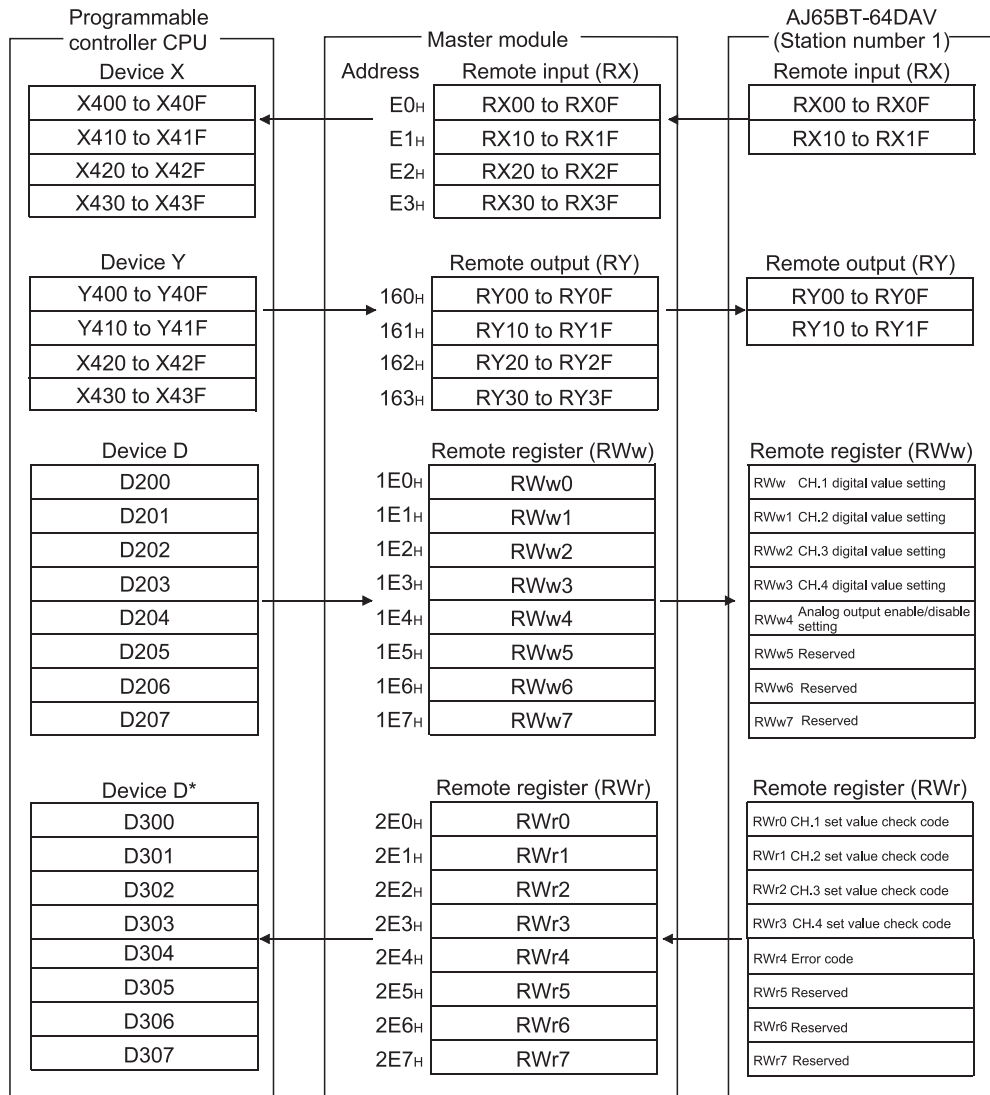 Programmable
controller CPU
Master module
AJ65BT-64DAV
(Station number 1)
Device X
Address Remote input (RX)
Remote input (RX)
X400 to X40F
E0H RX00 to RX0F
RX00 to RX0F
X410 to X41F
E1H RX10 to RX1F
RX10 to RX1F
X420 to X42F
E2H RX20 to RX2F
X430 to X43F
E3H RX30 to RX3F
Device Y
Remote output (RY)
Remote output (RY)
Y400 to Y40F
160H RY00 to RY0F
RY00 to RY0F
Y410 to Y41F
161H RY10 to RY1F
RY10 to RY1F
X420 to X42F
162H RY20 to RY2F
X430 to X43F
163H RY30 to RY3F
Device D
Remote register (RWw)
Remote register (RWw)
D200
1E0H RWw0
RWw CH.1 digital value setting
D201
1E1H RWw1
RWw1 CH.2 digital value setting
D202
1E2H RWw2
RWw2 CH.3 digital value setting
D203
1E3H RWw3
RWw3 CH.4 digital value setting
D204
1E4H RWw4
RWw4 Analog output enable/disable
setting
D205
1E5H RWw5
RWw5 Reserved
D206
1E6H RWw6
RWw6 Reserved
D207
1E7H RWw7
RWw7 Reserved
Device D*
Remote register (RWr)
Remote register (RWr)
D300
2E0H RWr0
RWr0 CH.1 set value check code
D301
2E1H RWr1
RWr1 CH.2 set value check code
D302
2E2H RWr2
RWr2 CH.3 set value check code
D303
2E3H RWr3
RWr3 CH.4 set value check code
D304
2E4H RWr4
RWr4 Error code
D305
2E5H RWr5
RWr5 Reserved
D306
2E6H RWr6
RWr6 Reserved
D307
2E7H RWr7
RWr7 Reserved